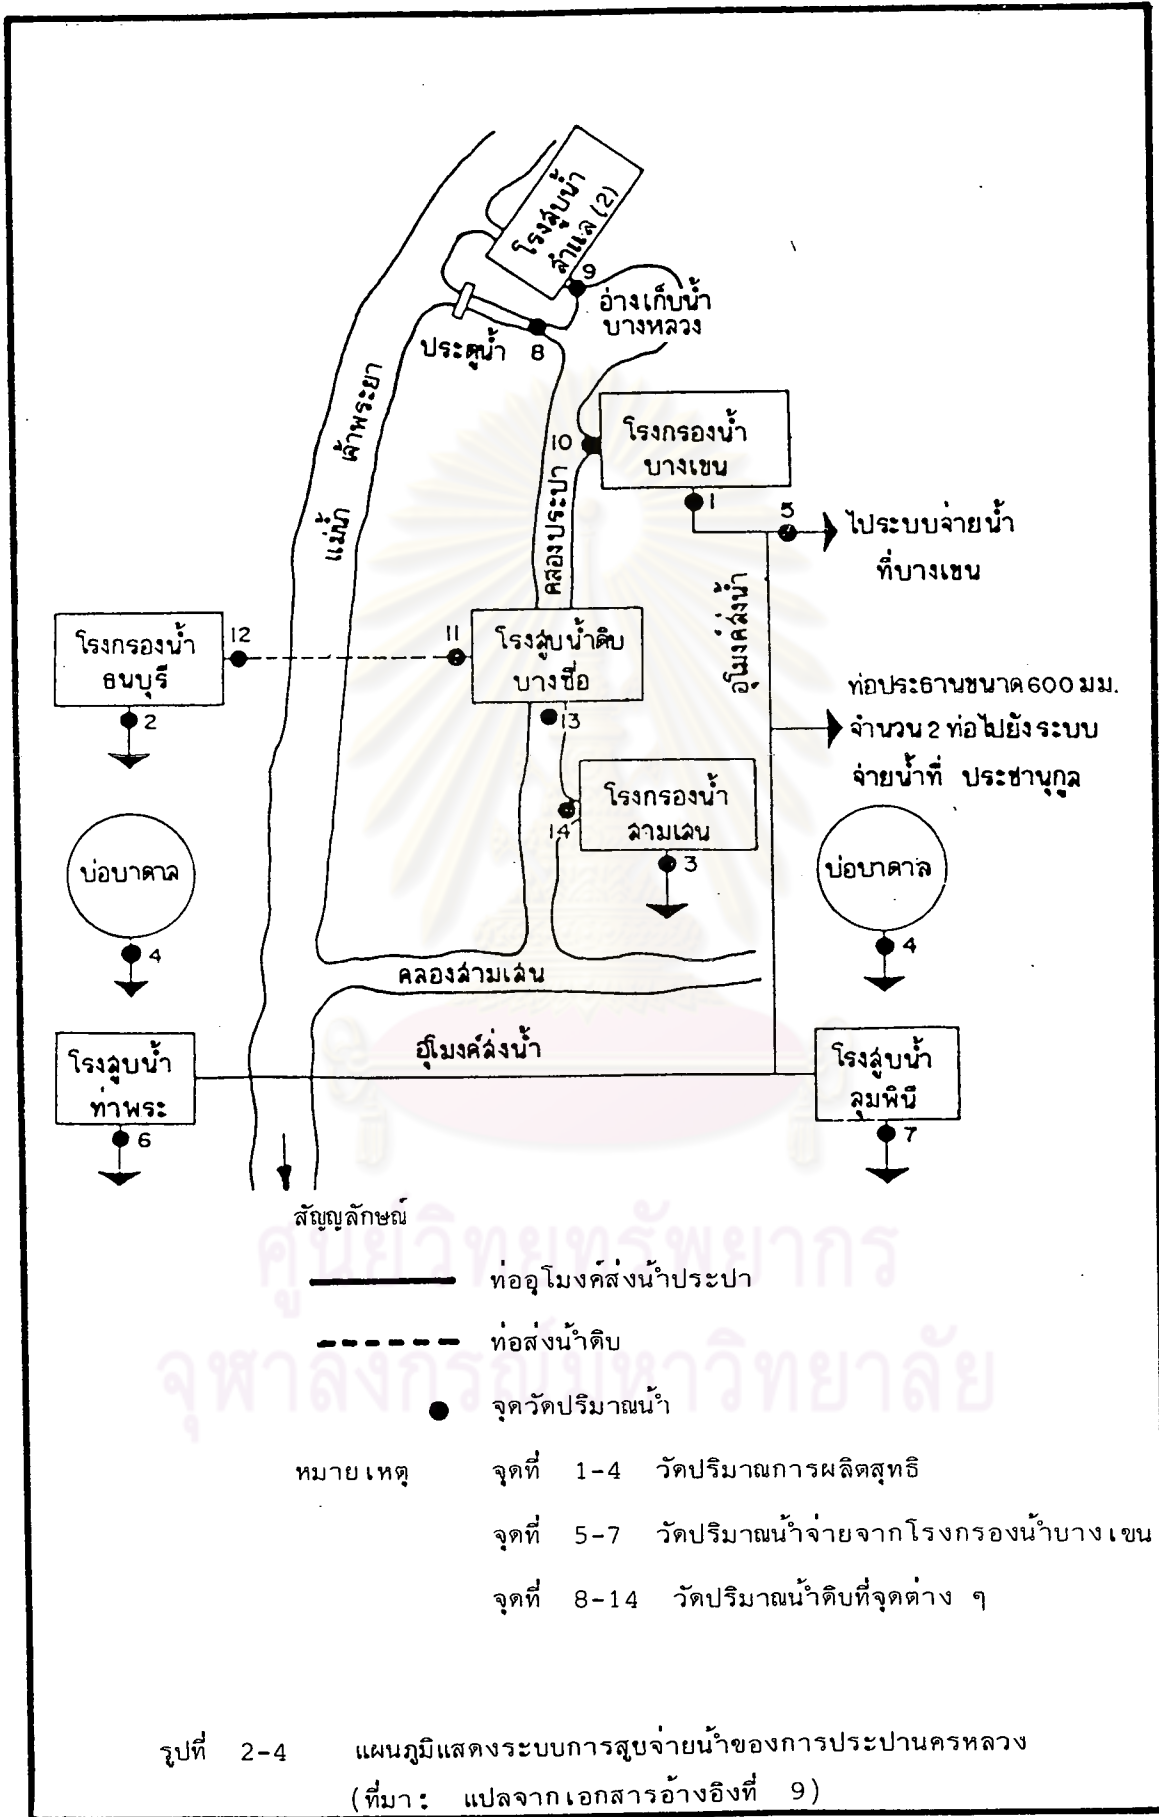 โรงสูบน้ำ
สำแล (2)
9
อ่างเก็บน้ำ
บางหลวง
ประตูน้ำ
8
แม่น้ำ เจ้าพระยา
คลองประปา
10
โรงกรองน้ำ
บางเขน
1
5
ไประบบจ่ายน้ำ
ที่บางเขน
อุโมงค์ส่งน้ำ
โรงกรองน้ำ
ธนบุรี
12
11
โรงสูบน้ำดิบ
บางซื่อ
2
13
ท่อประธานขนาด 600 มม.
จำนวน 2 ท่อไปยังระบบ
จ่ายน้ำที่ ประชานุกูล
โรงกรองน้ำ
สามเสน
14
3
บ่อบาดาล
4
บ่อบาดาล
4
คลองสามเสน
อุโมงค์ส่งน้ำ
โรงสูบน้ำ
ท่าพระ
6
โรงสูบน้ำ
ลุมพินี
7
สัญญลักษณ์
ท่ออุโมงค์ส่งน้ำประปา
ท่อส่งน้ำดิบ
จุดวัดปริมาณน้ำ
หมายเหตุ จุดที่ 1-4 วัดปริมาณการผลิตสุทธิ
จุดที่ 5-7 วัดปริมาณน้ำจ่ายจากโรงกรองน้ำบางเขน
จุดที่ 8-14 วัดปริมาณน้ำดิบที่จุดต่าง ๆ
ศูนย์วิทยทรัพยากร
จุฬาลงกรณ์มหาวิทยาลัย
รูปที่ 2-4 แผนภูมิแสดงระบบการสูบจ่ายน้ำของการประปานครหลวง
(ที่มา: แปลจากเอกสารอ้างอิงที่ 9)